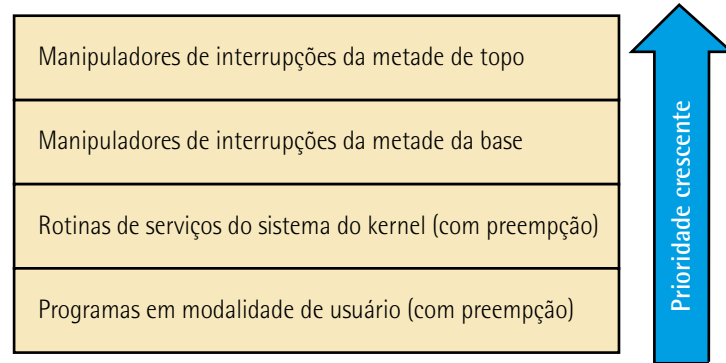 Manipuladores de interrupções da metade de topo
Manipuladores de interrupções da metade da base
Rotinas de serviços do sistema do kernel (com preempção)
Programas em modalidade de usuário (com preempção)
Prioridade crescente